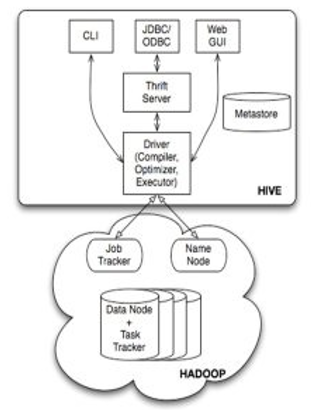 CLI
JDBC/
ODBC
Web
GUI
Thrift
Server
Metastore
Driver
(Compiler,
Optimizer,
Executor)
HIVE
Job
Tracker
Name
Node
Data Node
+
Task
Tracker
HADOOP